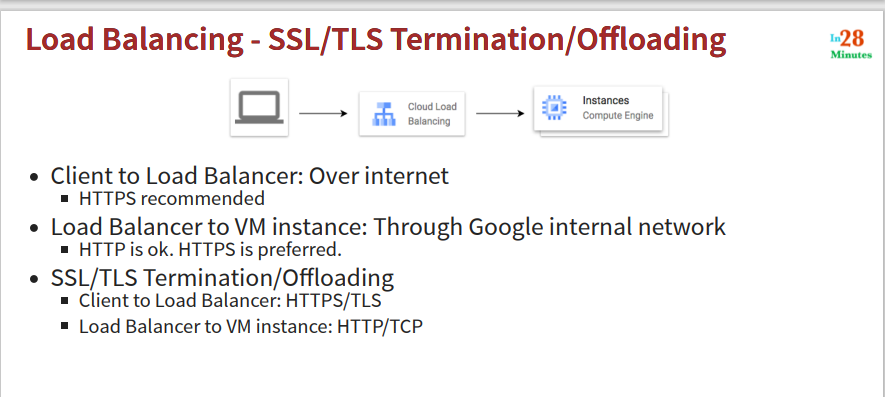 Load Balancing - SSL/TLS Termination/Offloading
In28
Minutes
Cloud Load
Balancing
Instances
Compute Engine
• Client to Load Balancer: Over internet
▪ HTTPS recommended
• Load Balancer to VM instance: Through Google internal network
▪ HTTP is ok. HTTPS is preferred.
• SSL/TLS Termination/Offloading
▪ Client to Load Balancer: HTTPS/TLS
▪ Load Balancer to VM instance: HTTP/TCP